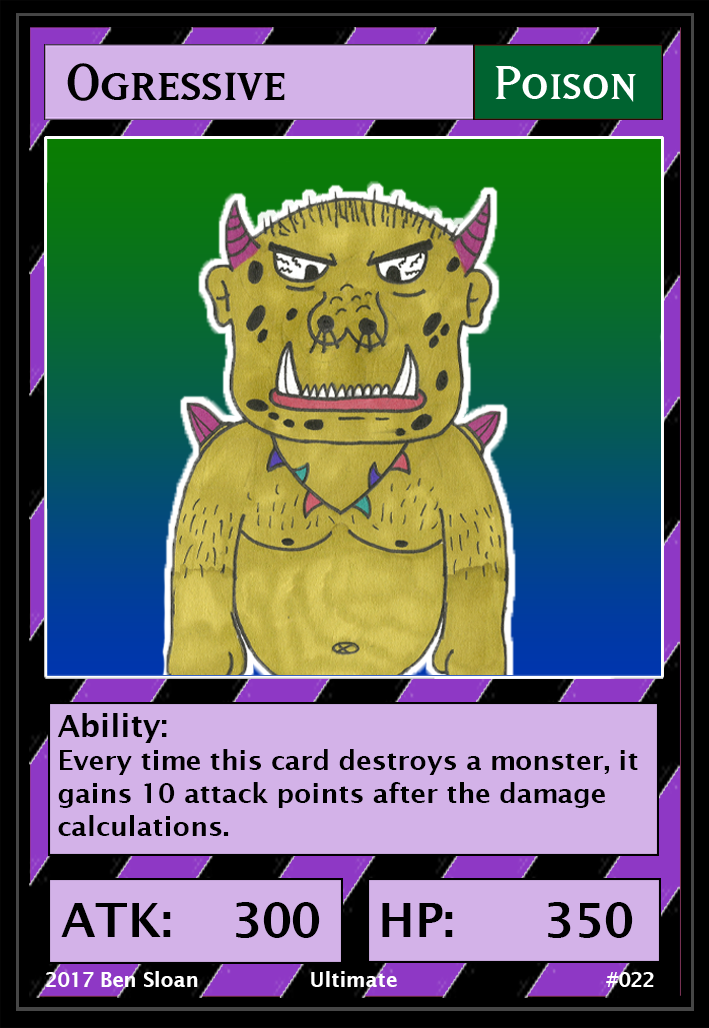 Ogressive
Poison
Ability:
Every time this card destroys a monster, it
gains 10 attack points after the damage
calculations.
ATK: 300
HP: 350
2017 Ben Sloan
Ultimate
#022